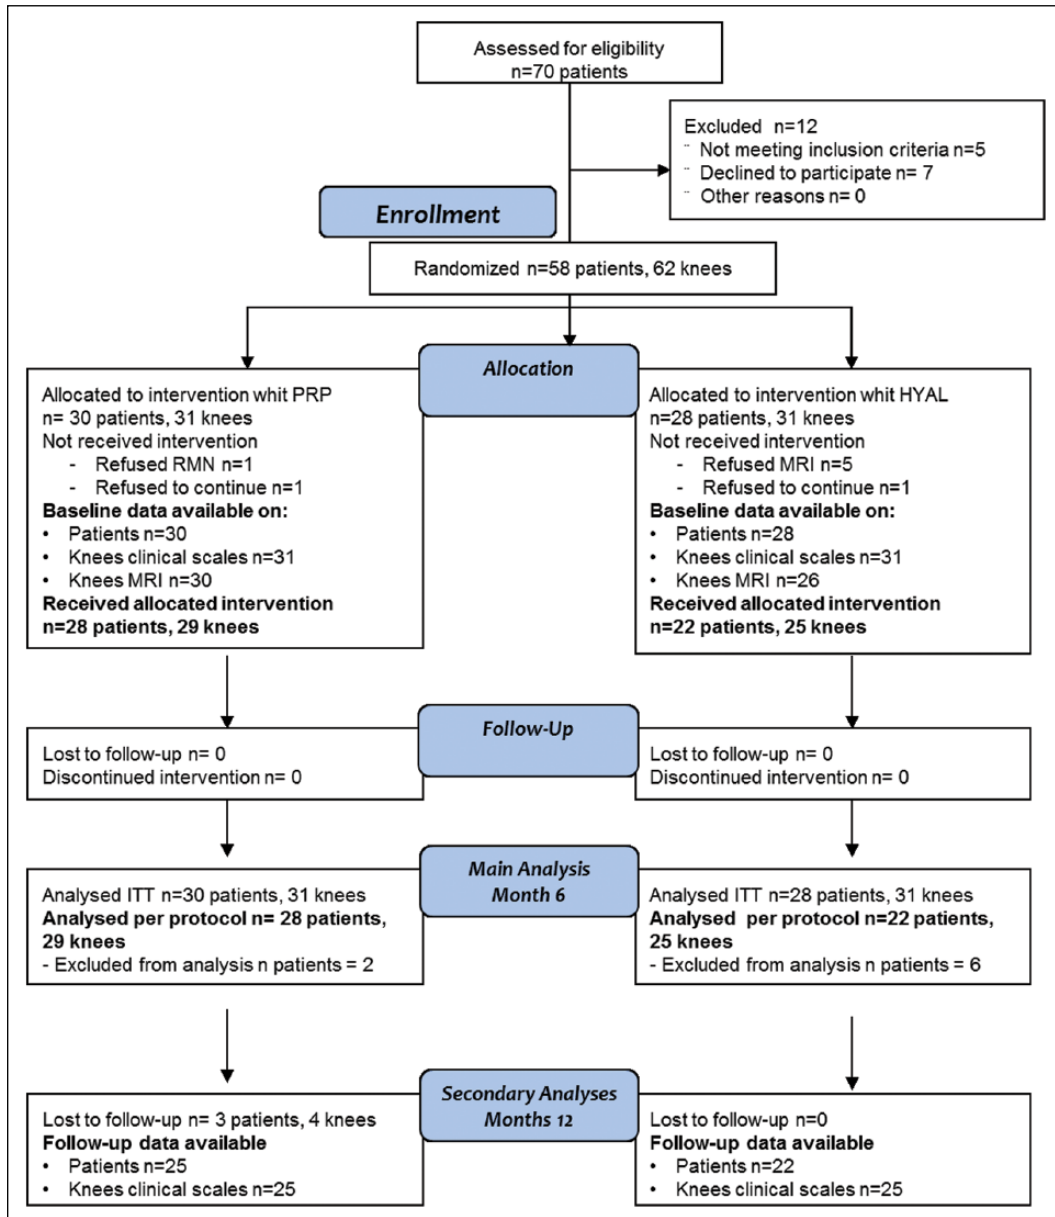 Assessed for eligibility
n=70 patients
Excluded n=12
¨ Not meeting inclusion criteria n=5
¨ Declined to participate n= 7
¨ Other reasons n= 0
Enrollment
Randomized n=58 patients, 62 knees
Allocation
Allocated to intervention whit PRP
n= 30 patients, 31 knees
Not received intervention
- Refused RMN n=1
- Refused to continue n=1
Baseline data available on:
• Patients n=30
• Knees clinical scales n=31
• Knees MRI n=30
Received allocated intervention
n=28 patients, 29 knees
Allocated to intervention whit HYAL
n=28 patients, 31 knees
Not received intervention
- Refused MRI n=5
- Refused to continue n=1
Baseline data available on:
• Patients n=28
• Knees clinical scales n=31
• Knees MRI n=26
Received allocated intervention
n=22 patients, 25 knees
Follow-Up
Lost to follow-up n= 0
Discontinued intervention n= 0
Lost to follow-up n= 0
Discontinued intervention n= 0
Main Analysis
Month 6
Analysed ITT n=30 patients, 31 knees
Analysed per protocol n= 28 patients,
29 knees
- Excluded from analysis n patients = 2
Analysed ITT n=28 patients, 31 knees
Analysed per protocol n=22 patients,
25 knees
- Excluded from analysis n patients = 6
Secondary Analyses
Months 12
Lost to follow-up n= 3 patients, 4 knees
Follow-up data available
• Patients n=25
• Knees clinical scales n=25
Lost to follow-up n=0
Follow-up data available
• Patients n=22
• Knees clinical scales n=25